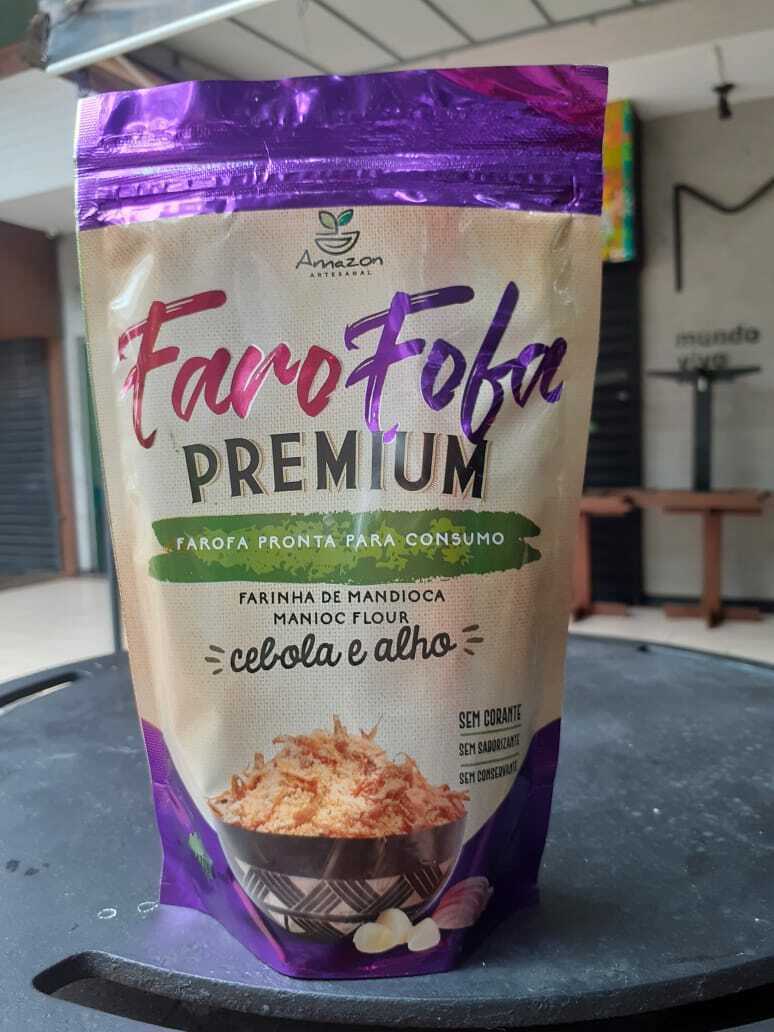 Amazon
ARTESANAL
FaroFofa
PREMIUM
FAROFA PRONTA PARA CONSUMO
FARINHA DE MANDIOCA
MANIOC FLOUR
cebola e alho
SEM CORANTE
SEM SABORIZANTE
SEM CONSERVANTE
M
mundo
vivo